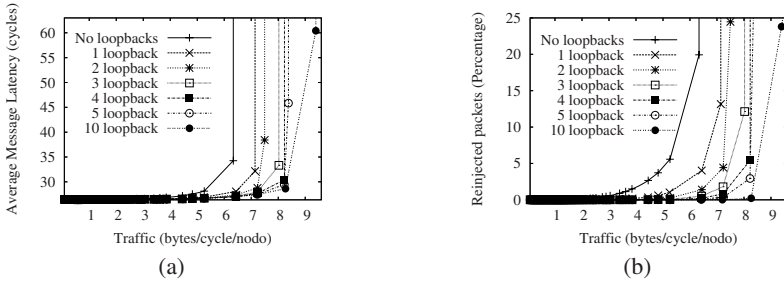 Average Message Latency (cycles)
60
55
50
45
40
35
30
No loopbacks
1 loopback
2 loopback
3 loopback
4 loopback
5 loopback
10 loopback
1 2 3 4 5 6 7 8 9
Traffic (bytes/cycle/nodo)
(a)
Reinjected packets (Percentage)
25
20
15
10
5
0
No loopbacks
1 loopback
2 loopback
3 loopback
4 loopback
5 loopback
10 loopback
1 2 3 4 5 6 7 8 9
Traffic (bytes/cycle/nodo)
(b)